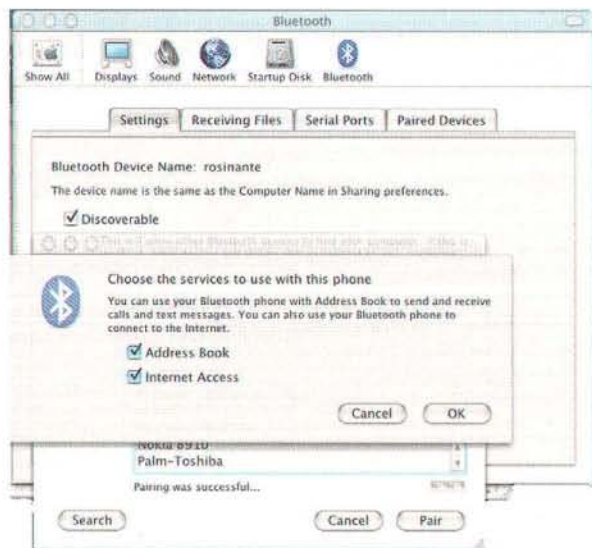 Bluetooth
Show All Displays Sound Network Startup Disk Bluetooth
Settings Receiving Files Serial Ports Paired Devices
Bluetooth Device Name: rosinante
The device name is the same as the Computer Name in Sharing preferences.
Discoverable
Choose the services to use with this phone
You can use your Bluetooth phone with Address Book to send and receive
calls and text messages. You can also use your Bluetooth phone to
connect to the Internet.
Address Book
Internet Access
Cancel OK
Nokia 8910
Palm-Toshiba
Pairing was successful...
Search Cancel Pair